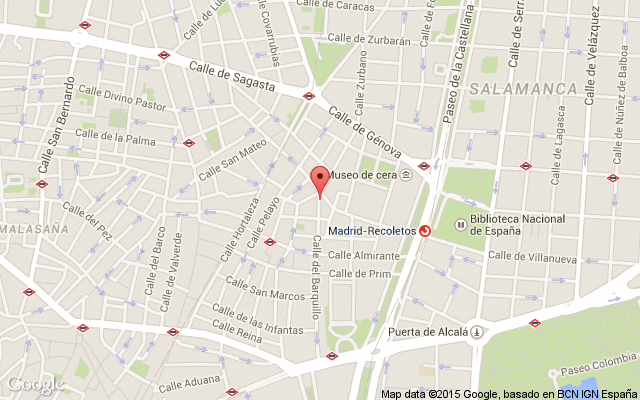 Calle de Caracas
Calle de Zurbarán
Calle Covarrubias
Calle de Sagasta
Calle Zurbano
Paseo de la Castellana
Calle de Serr
Calle de Velázquez
Calle de Núñez de Balboa
SALAMANCA
Calle Divino Pastor
Calle San Bernardo
Calle de la Palma
Calle San Mateo
Calle de Génova
Calle de Lagasca
Museo de cera
Calle Hortaleza
Calle Pelayo
Calle del Pez
MALASAÑA
Calle del Barco
Calle de Valverde
Madrid-Recoletos
Biblioteca Nacional
de España
Calle Almirante
Calle de Villanueva
Calle de Prim
Calle del Barquillo
Calle San Marcos
Calle de las Infantas
Calle Reina
Puerta de Alcalá
Calle Aduana
Paseo Colombia
Google
Map data ©2015 Google, basado en BCN IGN España